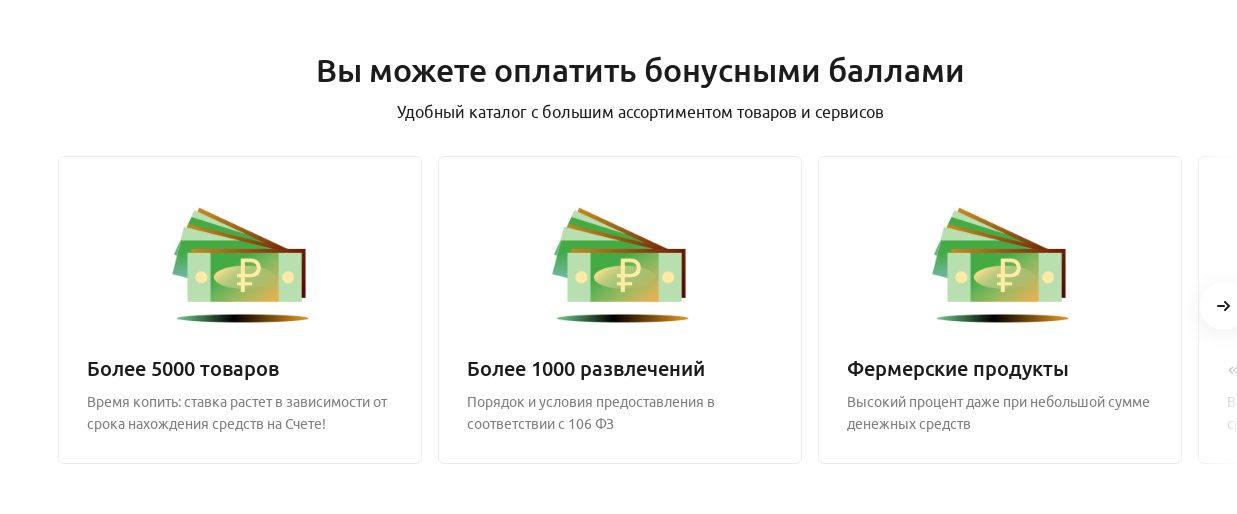 Вы можете оплатить бонусными баллами
Удобный каталог с большим ассортиментом товаров и сервисов
Более 5000 товаров
Время копить: ставка растет в зависимости от
срока нахождения средств на Счете!
Более 1000 развлечений
Порядок и условия предоставления в
соответствии с 106 ФЗ
Фермерские продукты
Высокий процент даже при небольшой сумме
денежных средств